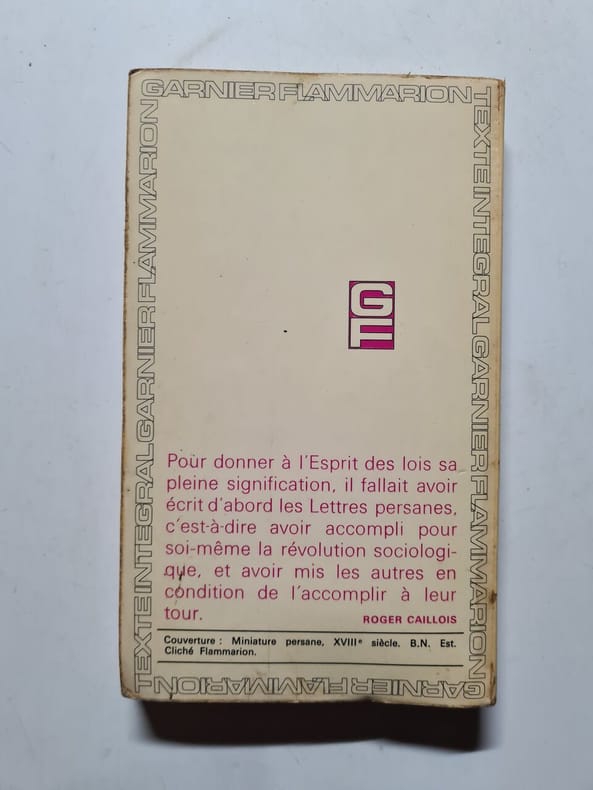 GARNIER FLAMMARION
TEXTE INTEGRAL GARNIER FLAMMARION
TEXTE INTEGRAL GARNIER FLAMMARION
GF
Pour donner à l'Esprit des lois sa
pleine signification, il fallait avoir
écrit d'abord les Lettres persanes,
c'est-à-dire avoir accompli pour
soi-même la révolution sociologi-
que, et avoir mis les autres en
condition de l'accomplir à leur
tour.
ROGER CAILLOIS
Couverture : Miniature persane, XVIIIe siècle. B.N. Est.
Cliché Flammarion.
GARNIER FLAMMARION